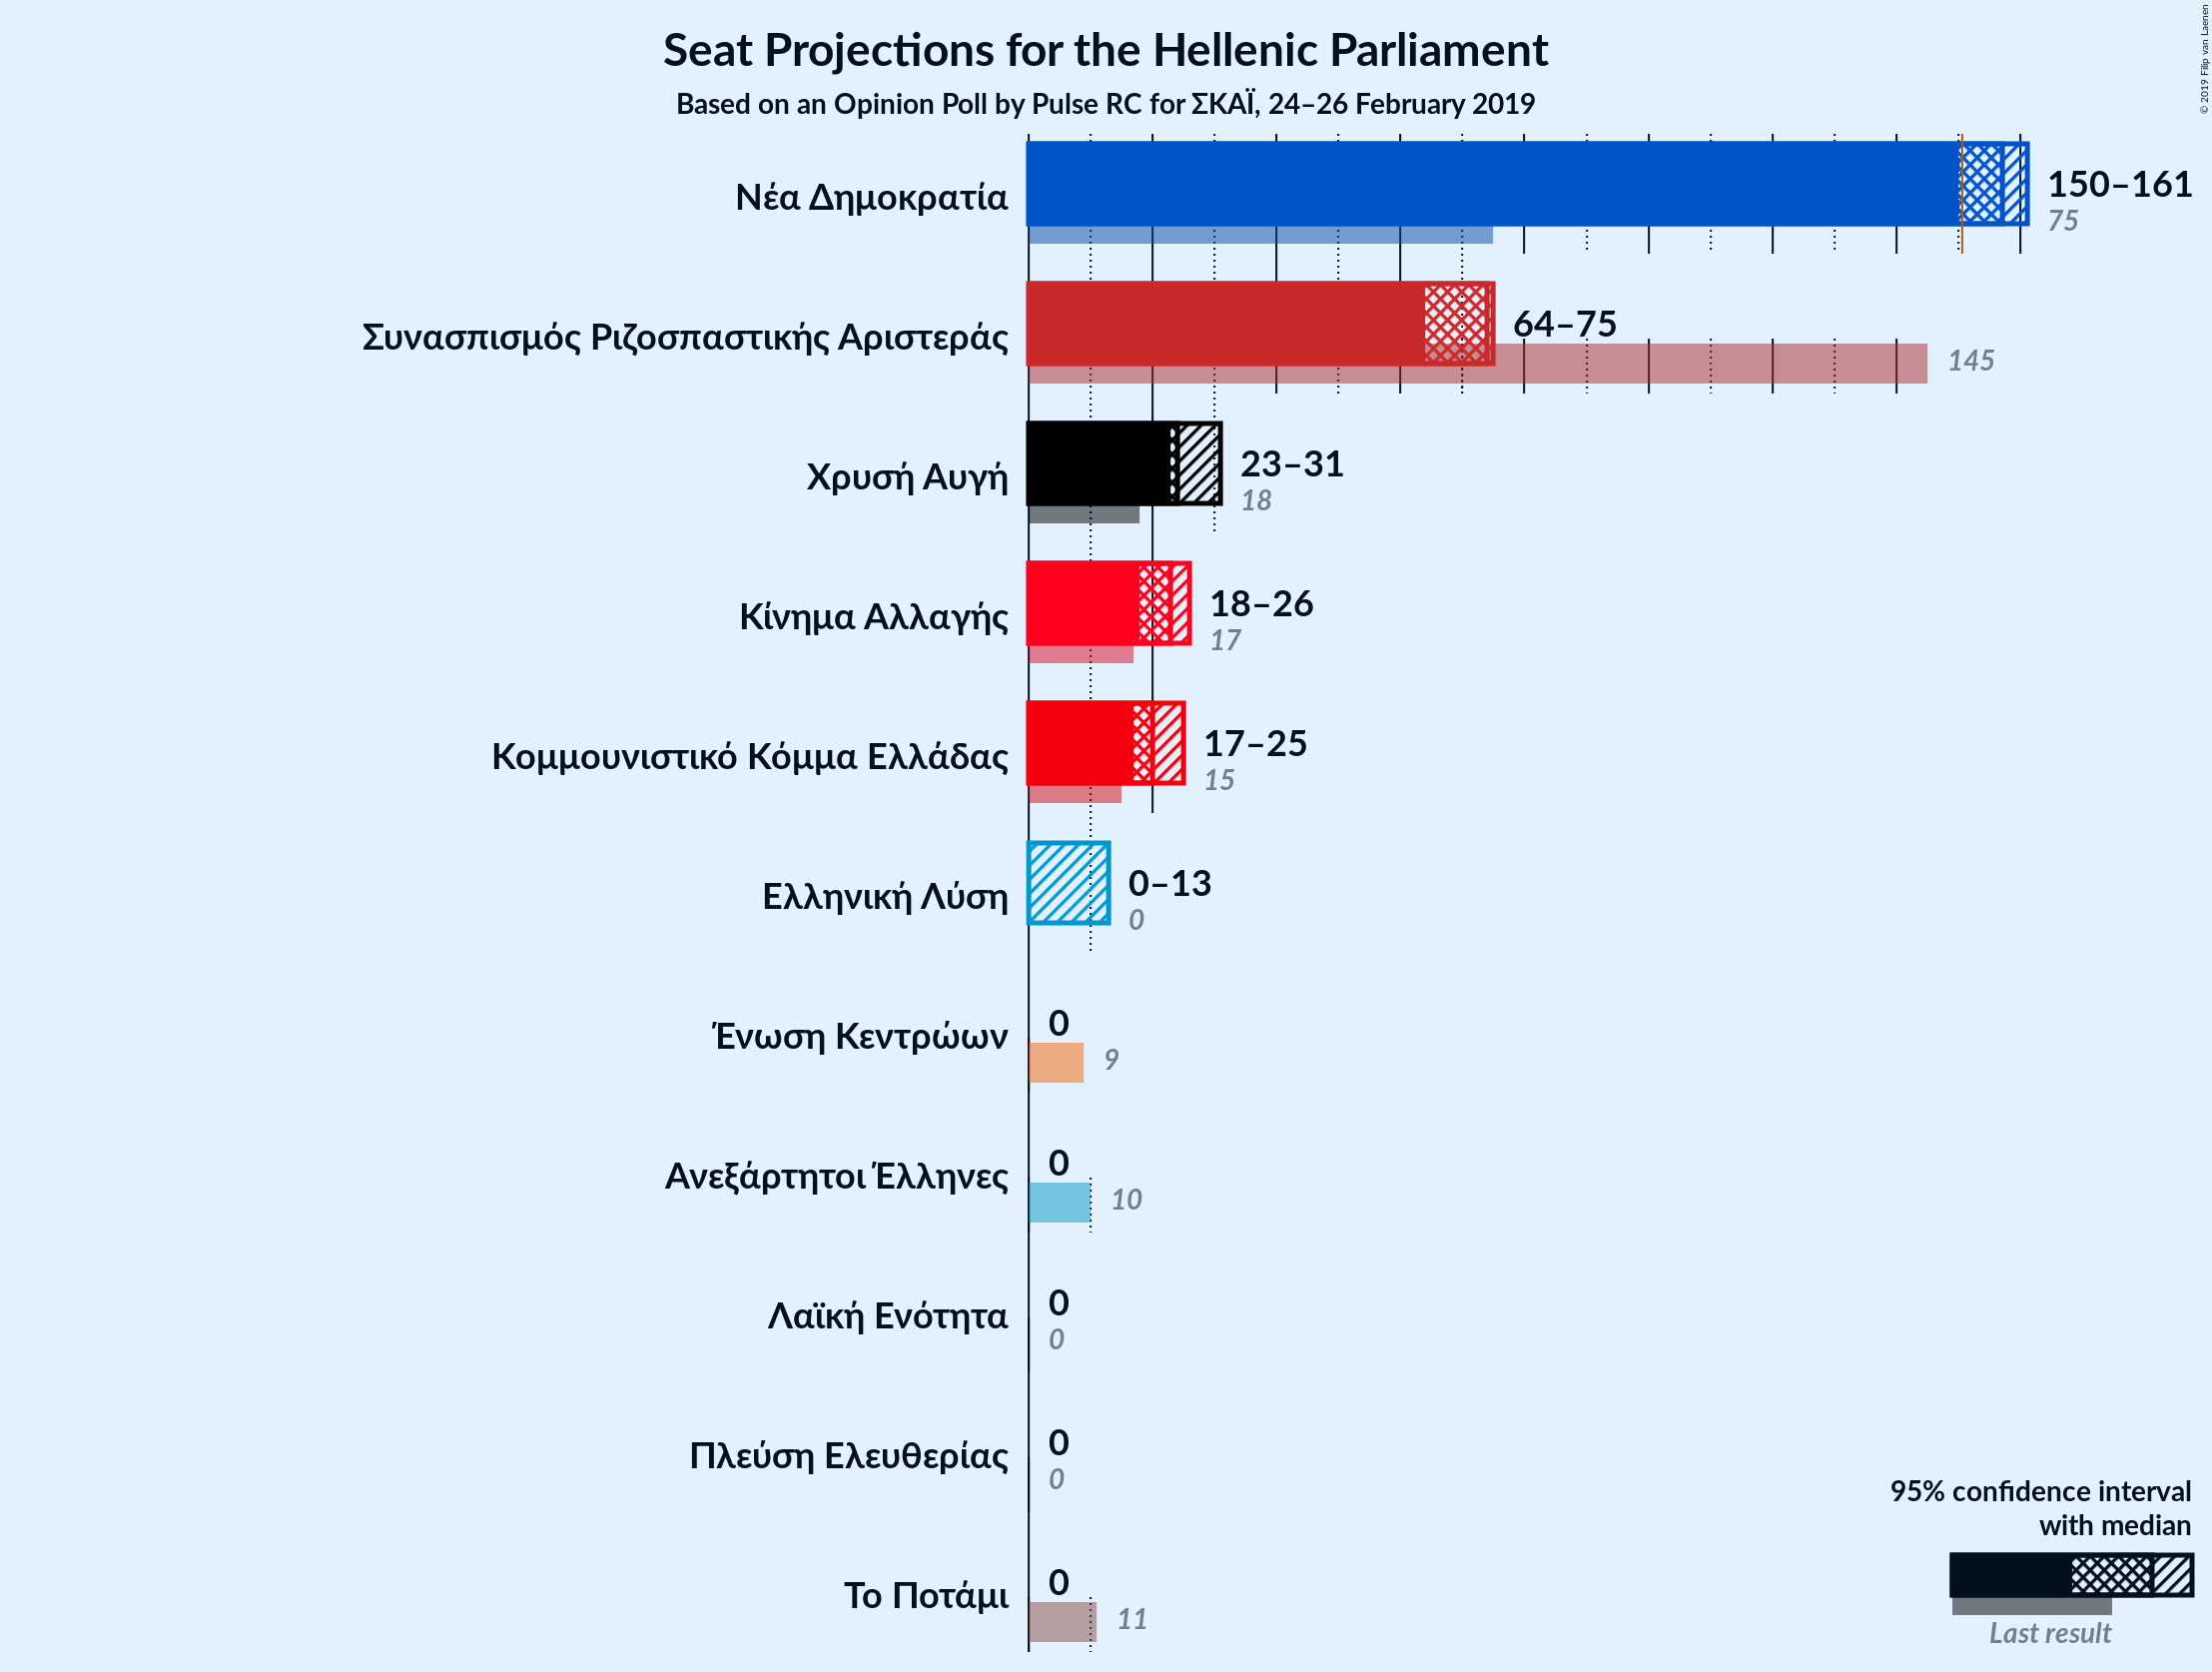 Seat Projections for the Hellenic Parliament
Based on an Opinion Poll by Pulse RC for ΣΚΑΪ, 24–26 February 2019
© 2019 Filip van Laenen
Νέα Δημοκρατία
150–161
75
Συνασπισμός Ριζοσπαστικής Αριστεράς
64–75
145
Χρυσή Αυγή
23–31
18
Κίνημα Αλλαγής
18–26
17
Κομμουνιστικό Κόμμα Ελλάδας
17–25
15
Ελληνική Λύση
0–13
0
Ένωση Κεντρώων
0
9
Ανεξάρτητοι Έλληνες
0
10
Λαϊκή Ενότητα
0
0
Πλεύση Ελευθερίας
0
0
Το Ποτάμι
0
11
95% confidence interval
with median
Last result